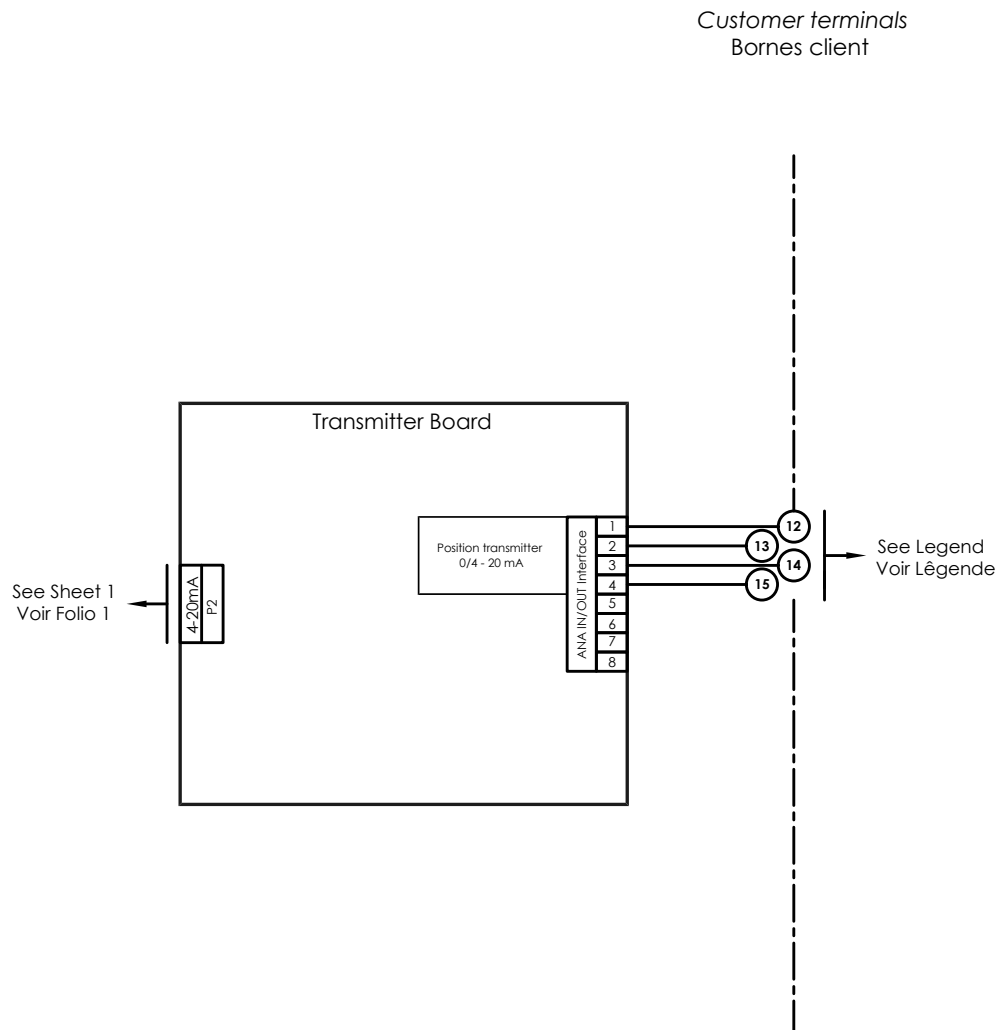 Customer terminals
Bornes client
Transmitter Board
Position transmitter
0/4 - 20 mA
ANA IN/OUT Interface
1
2
3
4
5
6
7
8
12
13
14
15
See Legend
Voir Lêgende
See Sheet 1
Voir Folio 1
4-20mA
P2